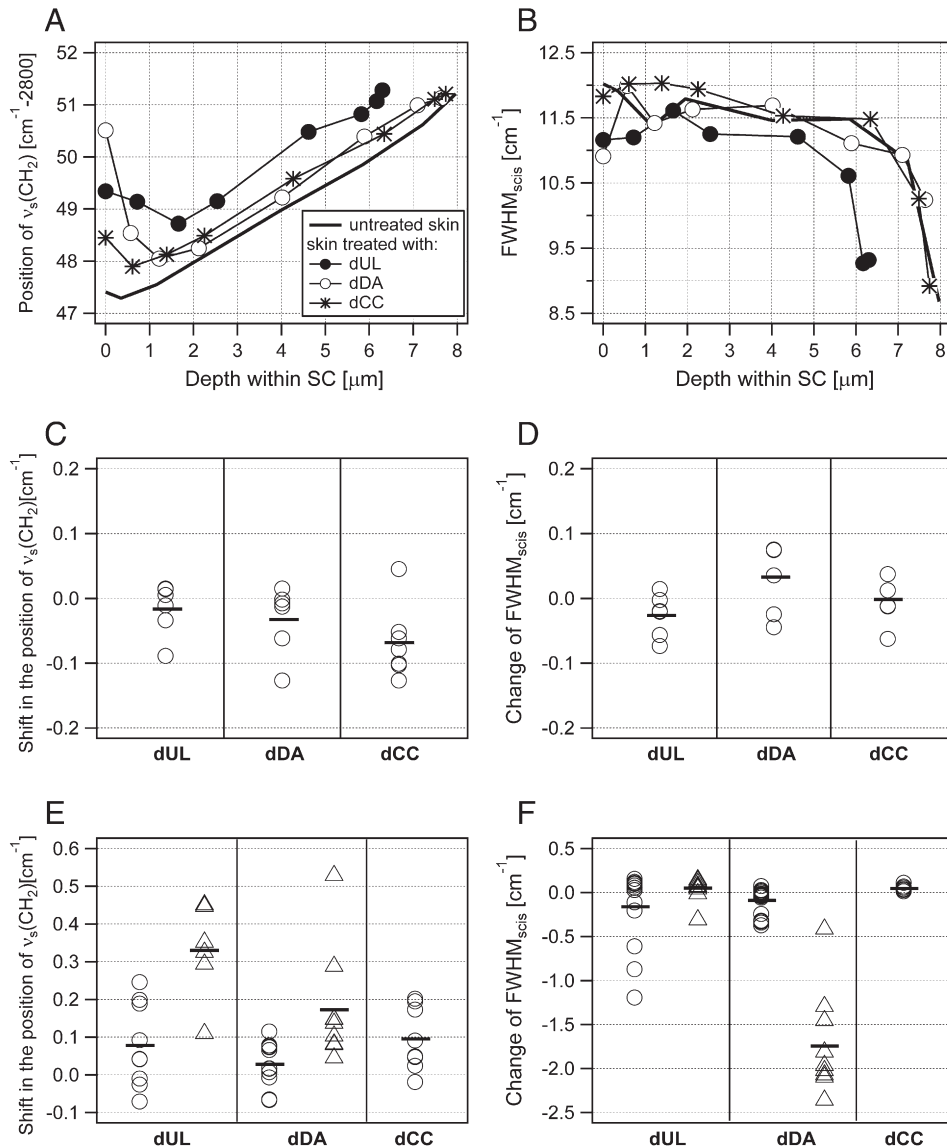 A
Position of νs(CH2) [cm-1-2800]
52
51
50
49
48
47
untreated skin
skin treated with:
dUL
dDA
dCC
0 1 2 3 4 5 6 7 8
Depth within SC [μm]
B
FWHMscis [cm-1]
12.5
11.5
10.5
9.5
8.5
0 1 2 3 4 5 6 7 8
Depth within SC [μm]
C
Shift in the position of νs(CH2)[cm-1]
0.2
0.1
0.0
-0.1
-0.2
dUL dDA dCC
D
Change of FWHMscis [cm-1]
0.2
0.1
0.0
-0.1
-0.2
dUL dDA dCC
E
Shift in the position of νs(CH2)[cm-1]
0.6
0.5
0.4
0.3
0.2
0.1
0.0
-0.1
dUL dDA dCC
F
Change of FWHMscis [cm-1]
0.5
0.0
-0.5
-1.0
-1.5
-2.0
-2.5
dUL dDA dCC